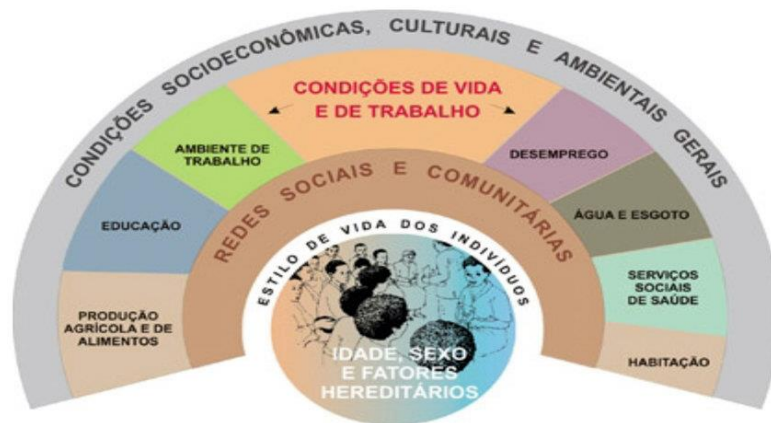 CONDIÇÕES SOCIOECONÔMICAS, CULTURAIS E AMBIENTAIS GERAIS
CONDIÇÕES DE VIDA
E DE TRABALHO
AMBIENTE DE
TRABALHO
DESEMPREGO
EDUCAÇÃO
ÁGUA E ESGOTO
PRODUÇÃO
AGRÍCOLA E DE
ALIMENTOS
SERVIÇOS
SOCIAIS
DE SAÚDE
HABITAÇÃO
REDES SOCIAIS E COMUNITÁRIAS
ESTILO DE VIDA DOS INDIVÍDUOS
IDADE, SEXO
E FATORES
HEREDITÁRIOS